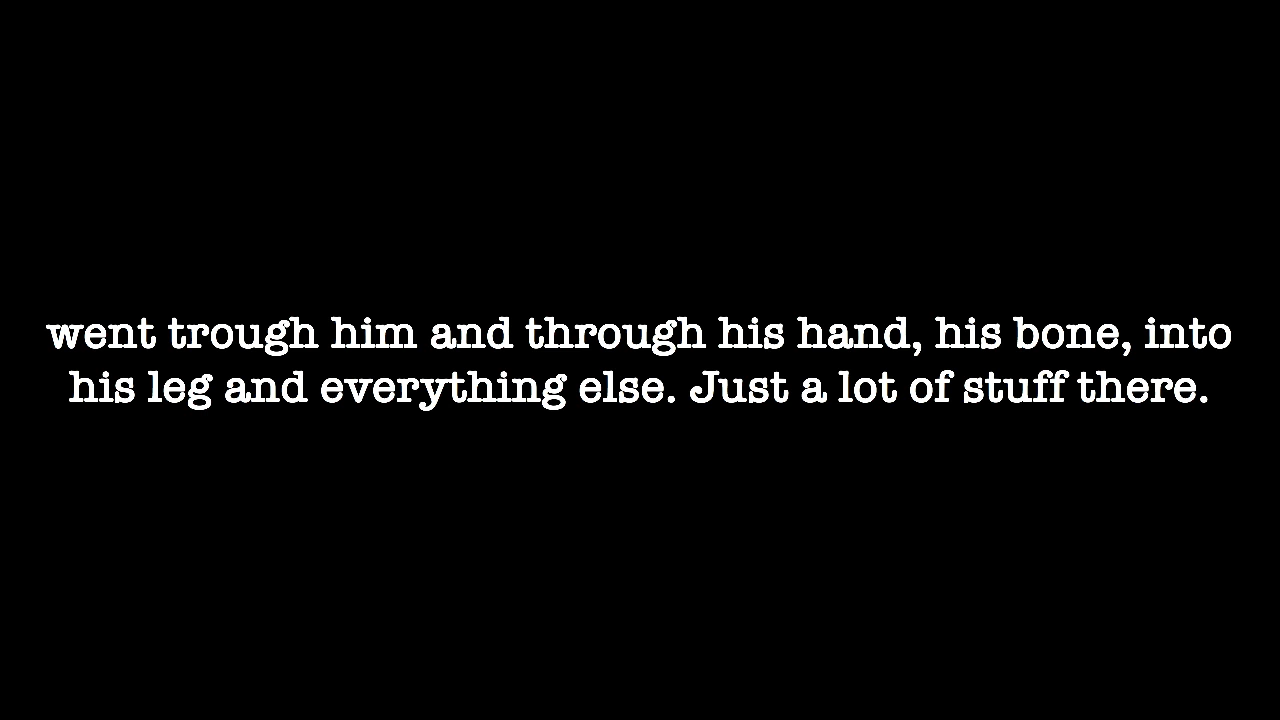 went trough him and through his hand, his bone, into
his leg and everything else. Just a lot of stuff there.